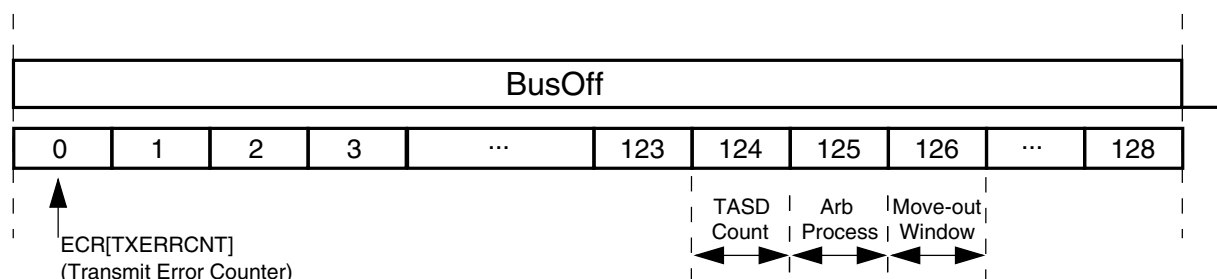 BusOff
0 1 2 3 ... 123 124 125 126 ... 128
TASD Arb Move-out
Count Process Window
ECR[TXERRCNT]
(Transmit Error Counter)